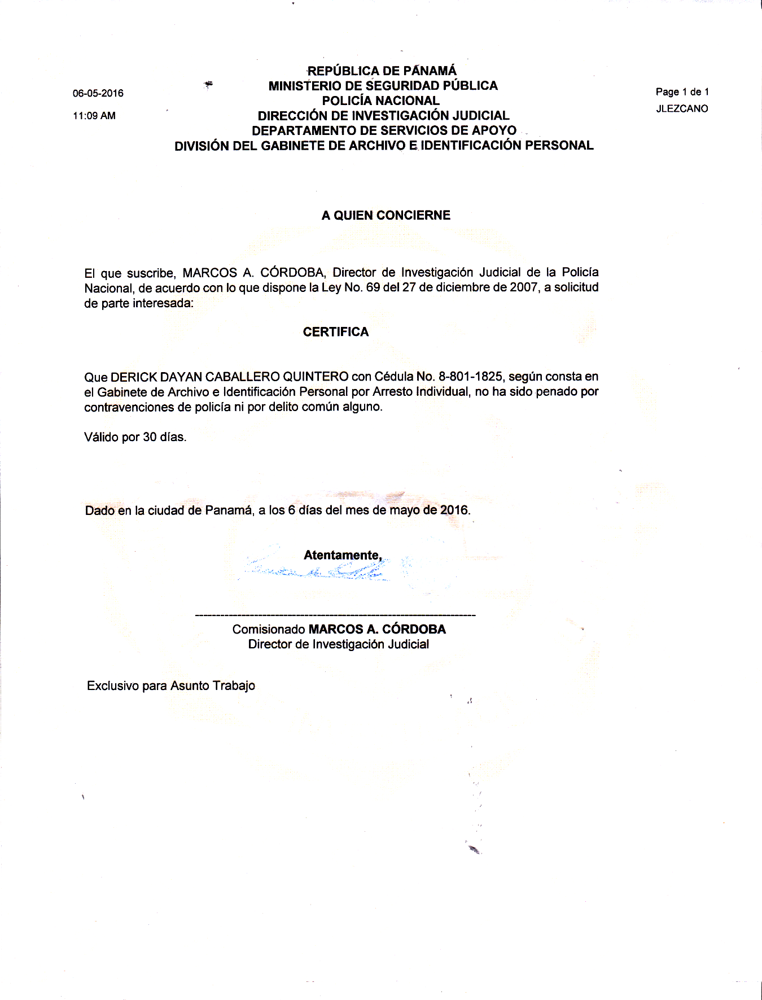 REPÚBLICA DE PANAMÁ
MINISTERIO DE SEGURIDAD PÚBLICA
POLICÍA NACIONAL
DIRECCIÓN DE INVESTIGACIÓN JUDICIAL
DEPARTAMENTO DE SERVICIOS DE APOYO
DIVISIÓN DEL GABINETE DE ARCHIVO E IDENTIFICACIÓN PERSONAL
06-05-2016
11:09 AM
Page 1 de 1
JLEZCANO
A QUIEN CONCIERNE
El que suscribe, MARCOS A. CÓRDOBA, Director de Investigación Judicial de la Policía
Nacional, de acuerdo con lo que dispone la Ley No. 69 del 27 de diciembre de 2007, a solicitud
de parte interesada:
CERTIFICA
Que DERICK DAYAN CABALLERO QUINTERO con Cédula No. 8-801-1825, según consta en
el Gabinete de Archivo e Identificación Personal por Arresto Individual, no ha sido penado por
contravenciones de policía ni por delito común alguno.
Válido por 30 días.
Dado en la ciudad de Panamá, a los 6 días del mes de mayo de 2016.
Atentamente,
Comisionado MARCOS A. CÓRDOBA
Director de Investigación Judicial
Exclusivo para Asunto Trabajo